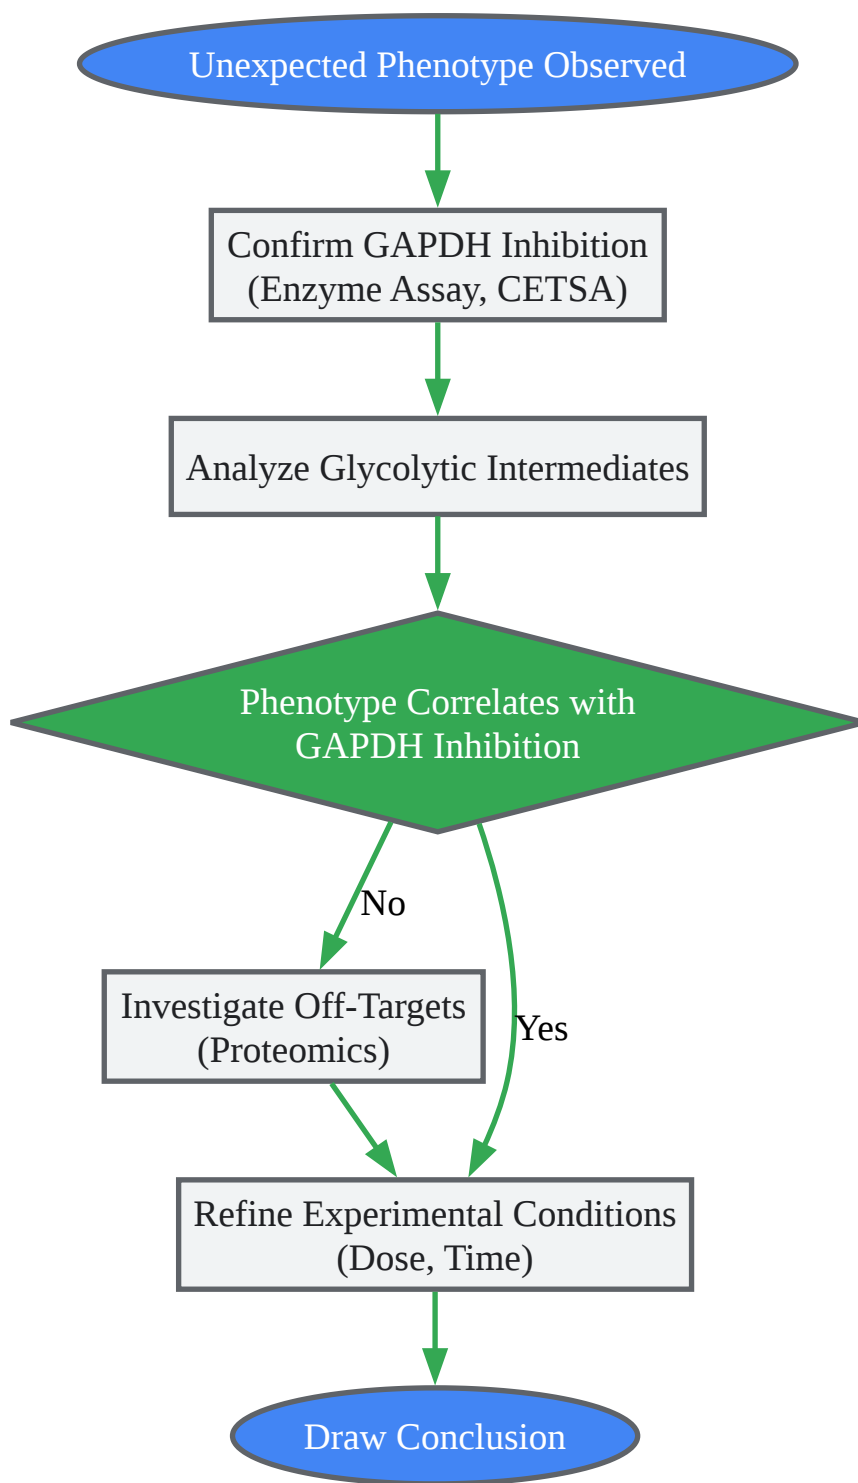 Unexpected Phenotype Observed
Confirm GAPDH Inhibition
(Enzyme Assay, CETSA)
Analyze Glycolytic Intermediates
Phenotype Correlates with
GAPDH Inhibition
No
Investigate Off-Targets
(Proteomics)
Yes
Refine Experimental Conditions
(Dose, Time)
Draw Conclusion